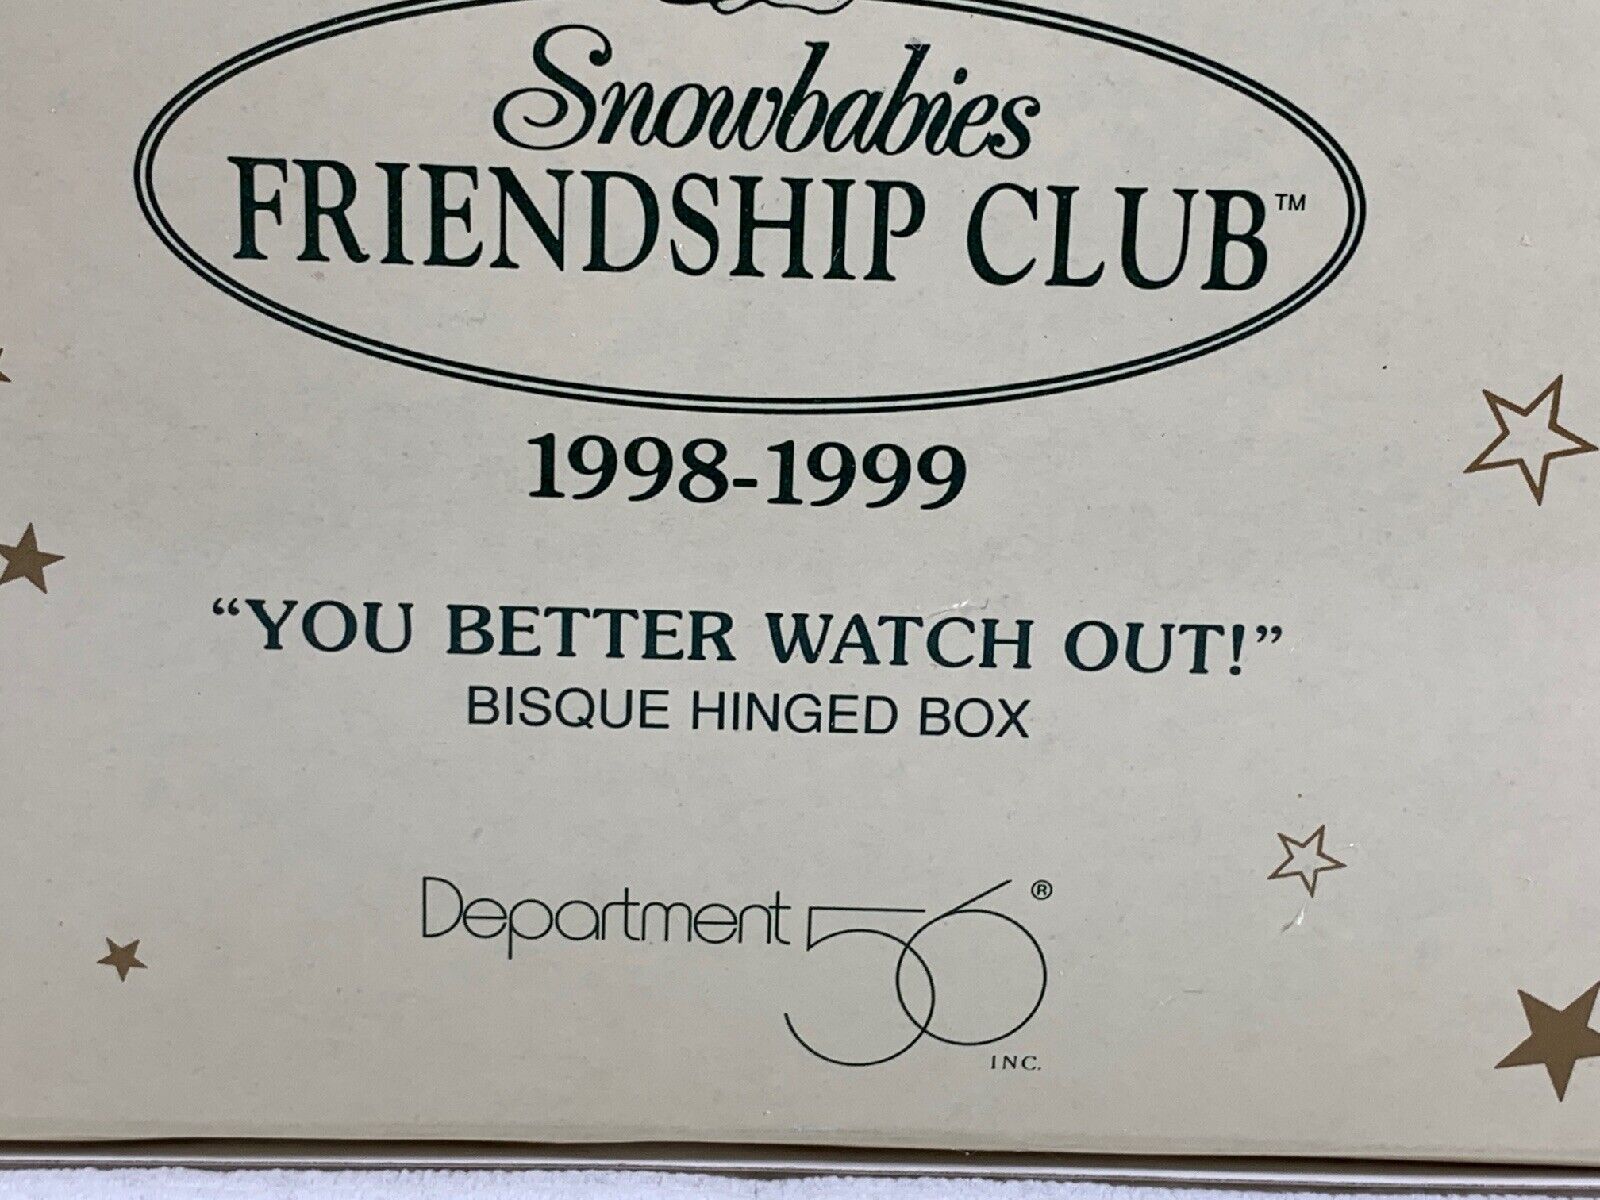 Snowbabies
FRIENDSHIP CLUB™
1998-1999
“YOU BETTER WATCH OUT!”
BISQUE HINGED BOX
Department 56®
INC.